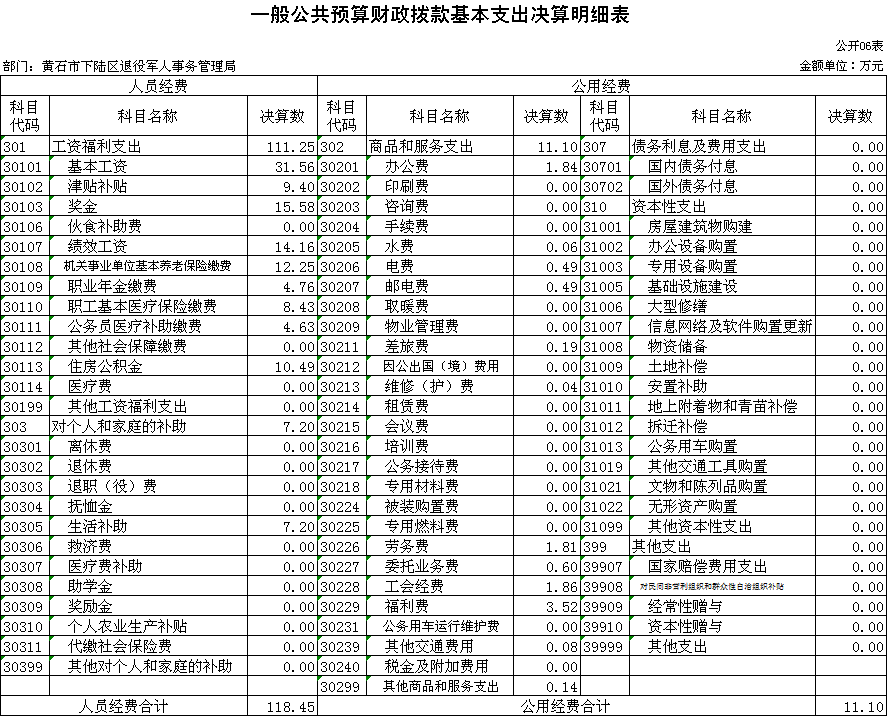 一般公共预算财政拨款基本支出决算明细表
公开06表
部门：黄石市下陆区退役军人事务管理局 金额单位：万元
人员经费 公用经费
科目代码 科目名称 决算数 科目代码 科目名称 决算数 科目代码 科目名称 决算数
301 工资福利支出 111.25 302 商品和服务支出 11.10 307 债务利息及费用支出 0.00
30101 基本工资 31.56 30201 办公费 1.84 30701 国内债务付息 0.00
30102 津贴补贴 9.40 30202 印刷费 0.00 30702 国外债务付息 0.00
30103 奖金 15.58 30203 咨询费 0.00 310 资本性支出 0.00
30106 伙食补助费 0.00 30204 手续费 0.00 31001 房屋建筑物购建 0.00
30107 绩效工资 14.16 30205 水费 0.06 31002 办公设备购置 0.00
30108 机关事业单位基本养老保险缴费 12.25 30206 电费 0.49 31003 专用设备购置 0.00
30109 职业年金缴费 4.76 30207 邮电费 0.49 31005 基础设施建设 0.00
30110 职工基本医疗保险缴费 8.43 30208 取暖费 0.00 31006 大型修缮 0.00
30111 公务员医疗补助缴费 4.63 30209 物业管理费 0.00 31007 信息网络及软件购置更新 0.00
30112 其他社会保障缴费 0.00 30211 差旅费 0.19 31008 物资储备 0.00
30113 住房公积金 10.49 30212 因公出国（境）费用 0.00 31009 土地补偿 0.00
30114 医疗费 0.00 30213 维修（护）费 0.04 31010 安置补助 0.00
30199 其他工资福利支出 0.00 30214 租赁费 0.00 31011 地上附着物和青苗补偿 0.00
303 对个人和家庭的补助 7.20 30215 会议费 0.00 31012 拆迁补偿 0.00
30301 离休费 0.00 30216 培训费 0.00 31013 公务用车购置 0.00
30302 退休费 0.00 30217 公务接待费 0.00 31019 其他交通工具购置 0.00
30303 退职（役）费 0.00 30218 专用材料费 0.00 31021 文物和陈列品购置 0.00
30304 抚恤金 0.00 30224 被装购置费 0.00 31022 无形资产购置 0.00
30305 生活补助 7.20 30225 专用燃料费 0.00 31099 其他资本性支出 0.00
30306 救济费 0.00 30226 劳务费 1.81 399 其他支出 0.00
30307 医疗费补助 0.00 30227 委托业务费 0.60 39907 国家赔偿费用支出 0.00
30308 助学金 0.00 30228 工会经费 1.86 39908 对民间非营利组织和群众性自治组织补贴 0.00
30309 奖励金 0.00 30229 福利费 3.52 39909 经常性赠与 0.00
30310 个人农业生产补贴 0.00 30231 公务用车运行维护费 0.00 39910 资本性赠与 0.00
30311 代缴社会保险费 0.00 30239 其他交通费用 0.08 39999 其他支出 0.00
30399 其他对个人和家庭的补助 0.00 30240 税金及附加费用 0.00
30299 其他商品和服务支出 0.14
人员经费合计 118.45 公用经费合计 11.10